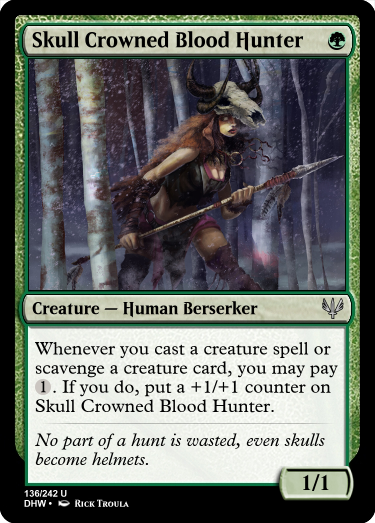 Skull Crowned Blood Hunter
Creature — Human Berserker
Whenever you cast a creature spell or
scavenge a creature card, you may pay
1. If you do, put a +1/+1 counter on
Skull Crowned Blood Hunter.
No part of a hunt is wasted, even skulls
become helmets.
1/1
136/242 U
DHW • Rick Troula